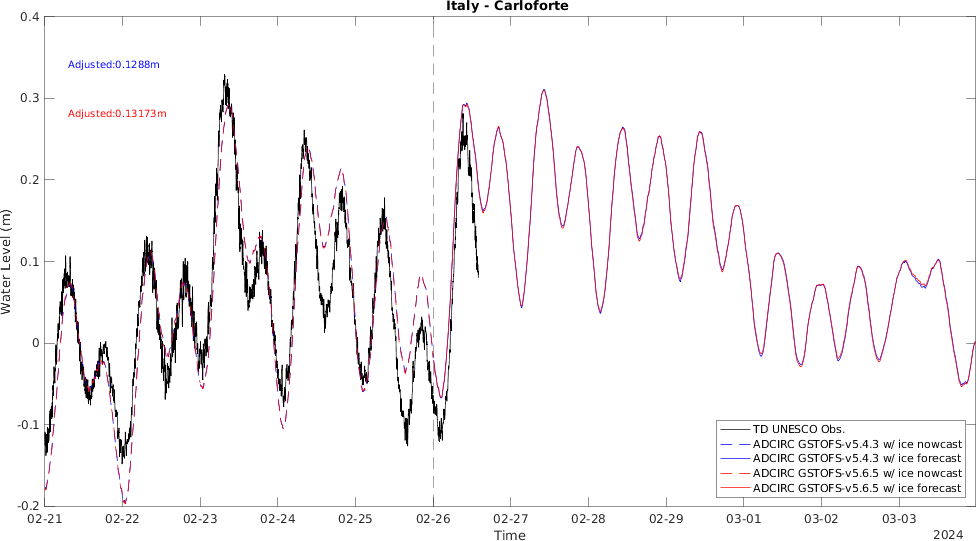 Italy - Carloforte
0.4
Adjusted:0.1288m
0.3
Adjusted:0.13173m
0.2
Water Level (m)
0.1
0
-0.1
-0.2
TD UNESCO Obs.
ADCIRC GSTOFS-v5.4.3 w/ ice nowcast
ADCIRC GSTOFS-v5.4.3 w/ ice forecast
ADCIRC GSTOFS-v5.6.5 w/ ice nowcast
ADCIRC GSTOFS-v5.6.5 w/ ice forecast
02-21 02-22 02-23 02-24 02-25 02-26 02-27 02-28 02-29 03-01 03-02 03-03
Time
2024